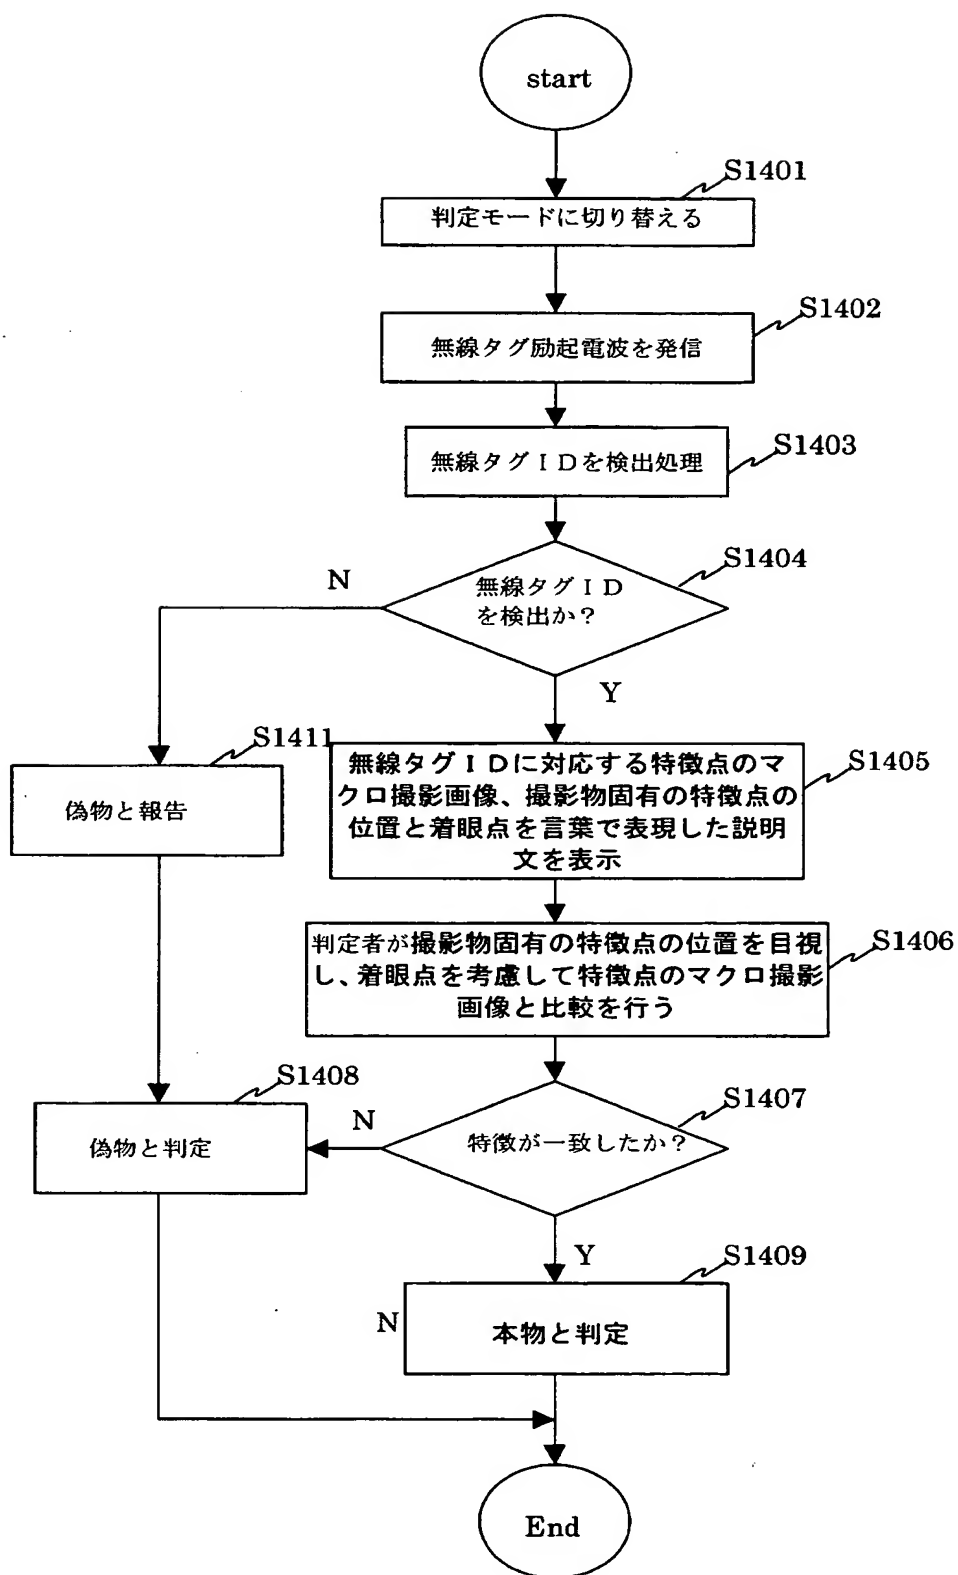 start
S1401
判定モードに切り替える
S1402
無線タグ励起電波を発信
S1403
無線タグＩＤを検出処理
S1404
無線タグＩＤ
を検出か？
N
Y
S1411
偽物と報告
S1405
無線タグＩＤに対応する特徴点のマ
クロ撮影画像、撮影物固有の特徴点の
位置と着眼点を言葉で表現した説明
文を表示
S1406
判定者が撮影物固有の特徴点の位置を目視
し、着眼点を考慮して特徴点のマクロ撮影
画像と比較を行う
S1408
偽物と判定
N
S1407
特徴が一致したか？
Y
S1409
N
本物と判定
End